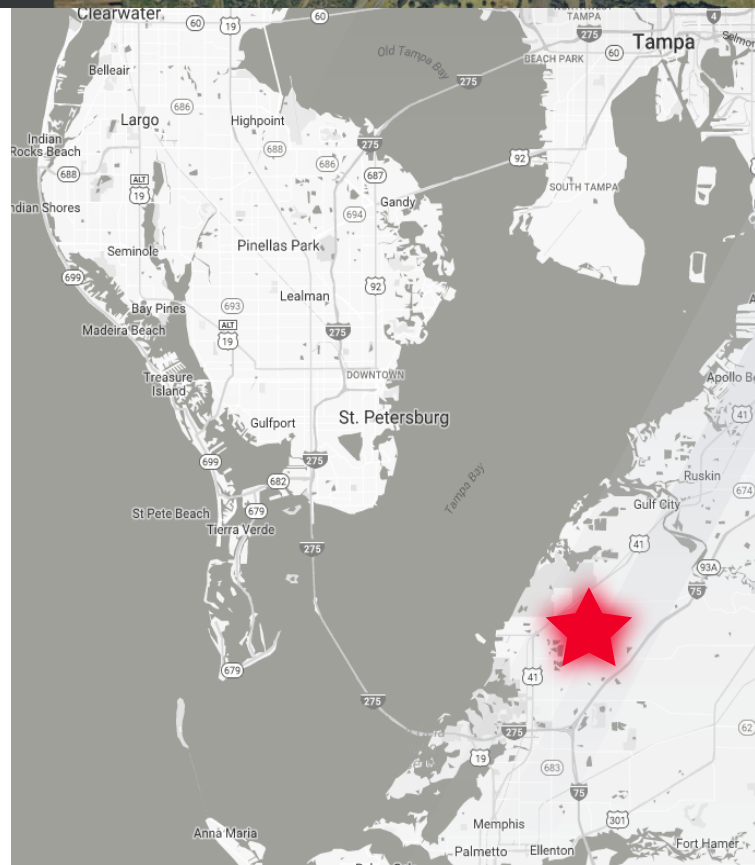 Clearwater
60
19
60
TAMPA
275
4
Selmo
Tampa
60
BEACH PARK
Old Tampa Bay
275
Belleair
686
Largo
Highpoint
Indian
Rocks Beach
688
688
686
275
92
ALT
19
687
SOUTH TAMPA
ndian Shores
694
Gandy
Seminole
Pinellas Park
699
92
Lealman
Bay Pines
693
Madeira Beach
ALT
19
275
Treasure
Island
DOWNTOWN
Apollo Be
41
Gulfport
St. Petersburg
699
275
682
Tampa Bay
Ruskin
674
679
St Pete Beach
Tierra Verde
Gulf City
275
41
93A
75
679
41
275
275
19
683
62
75
301
Memphis
Anna Maria
Palmetto
Ellenton
Fort Hamer